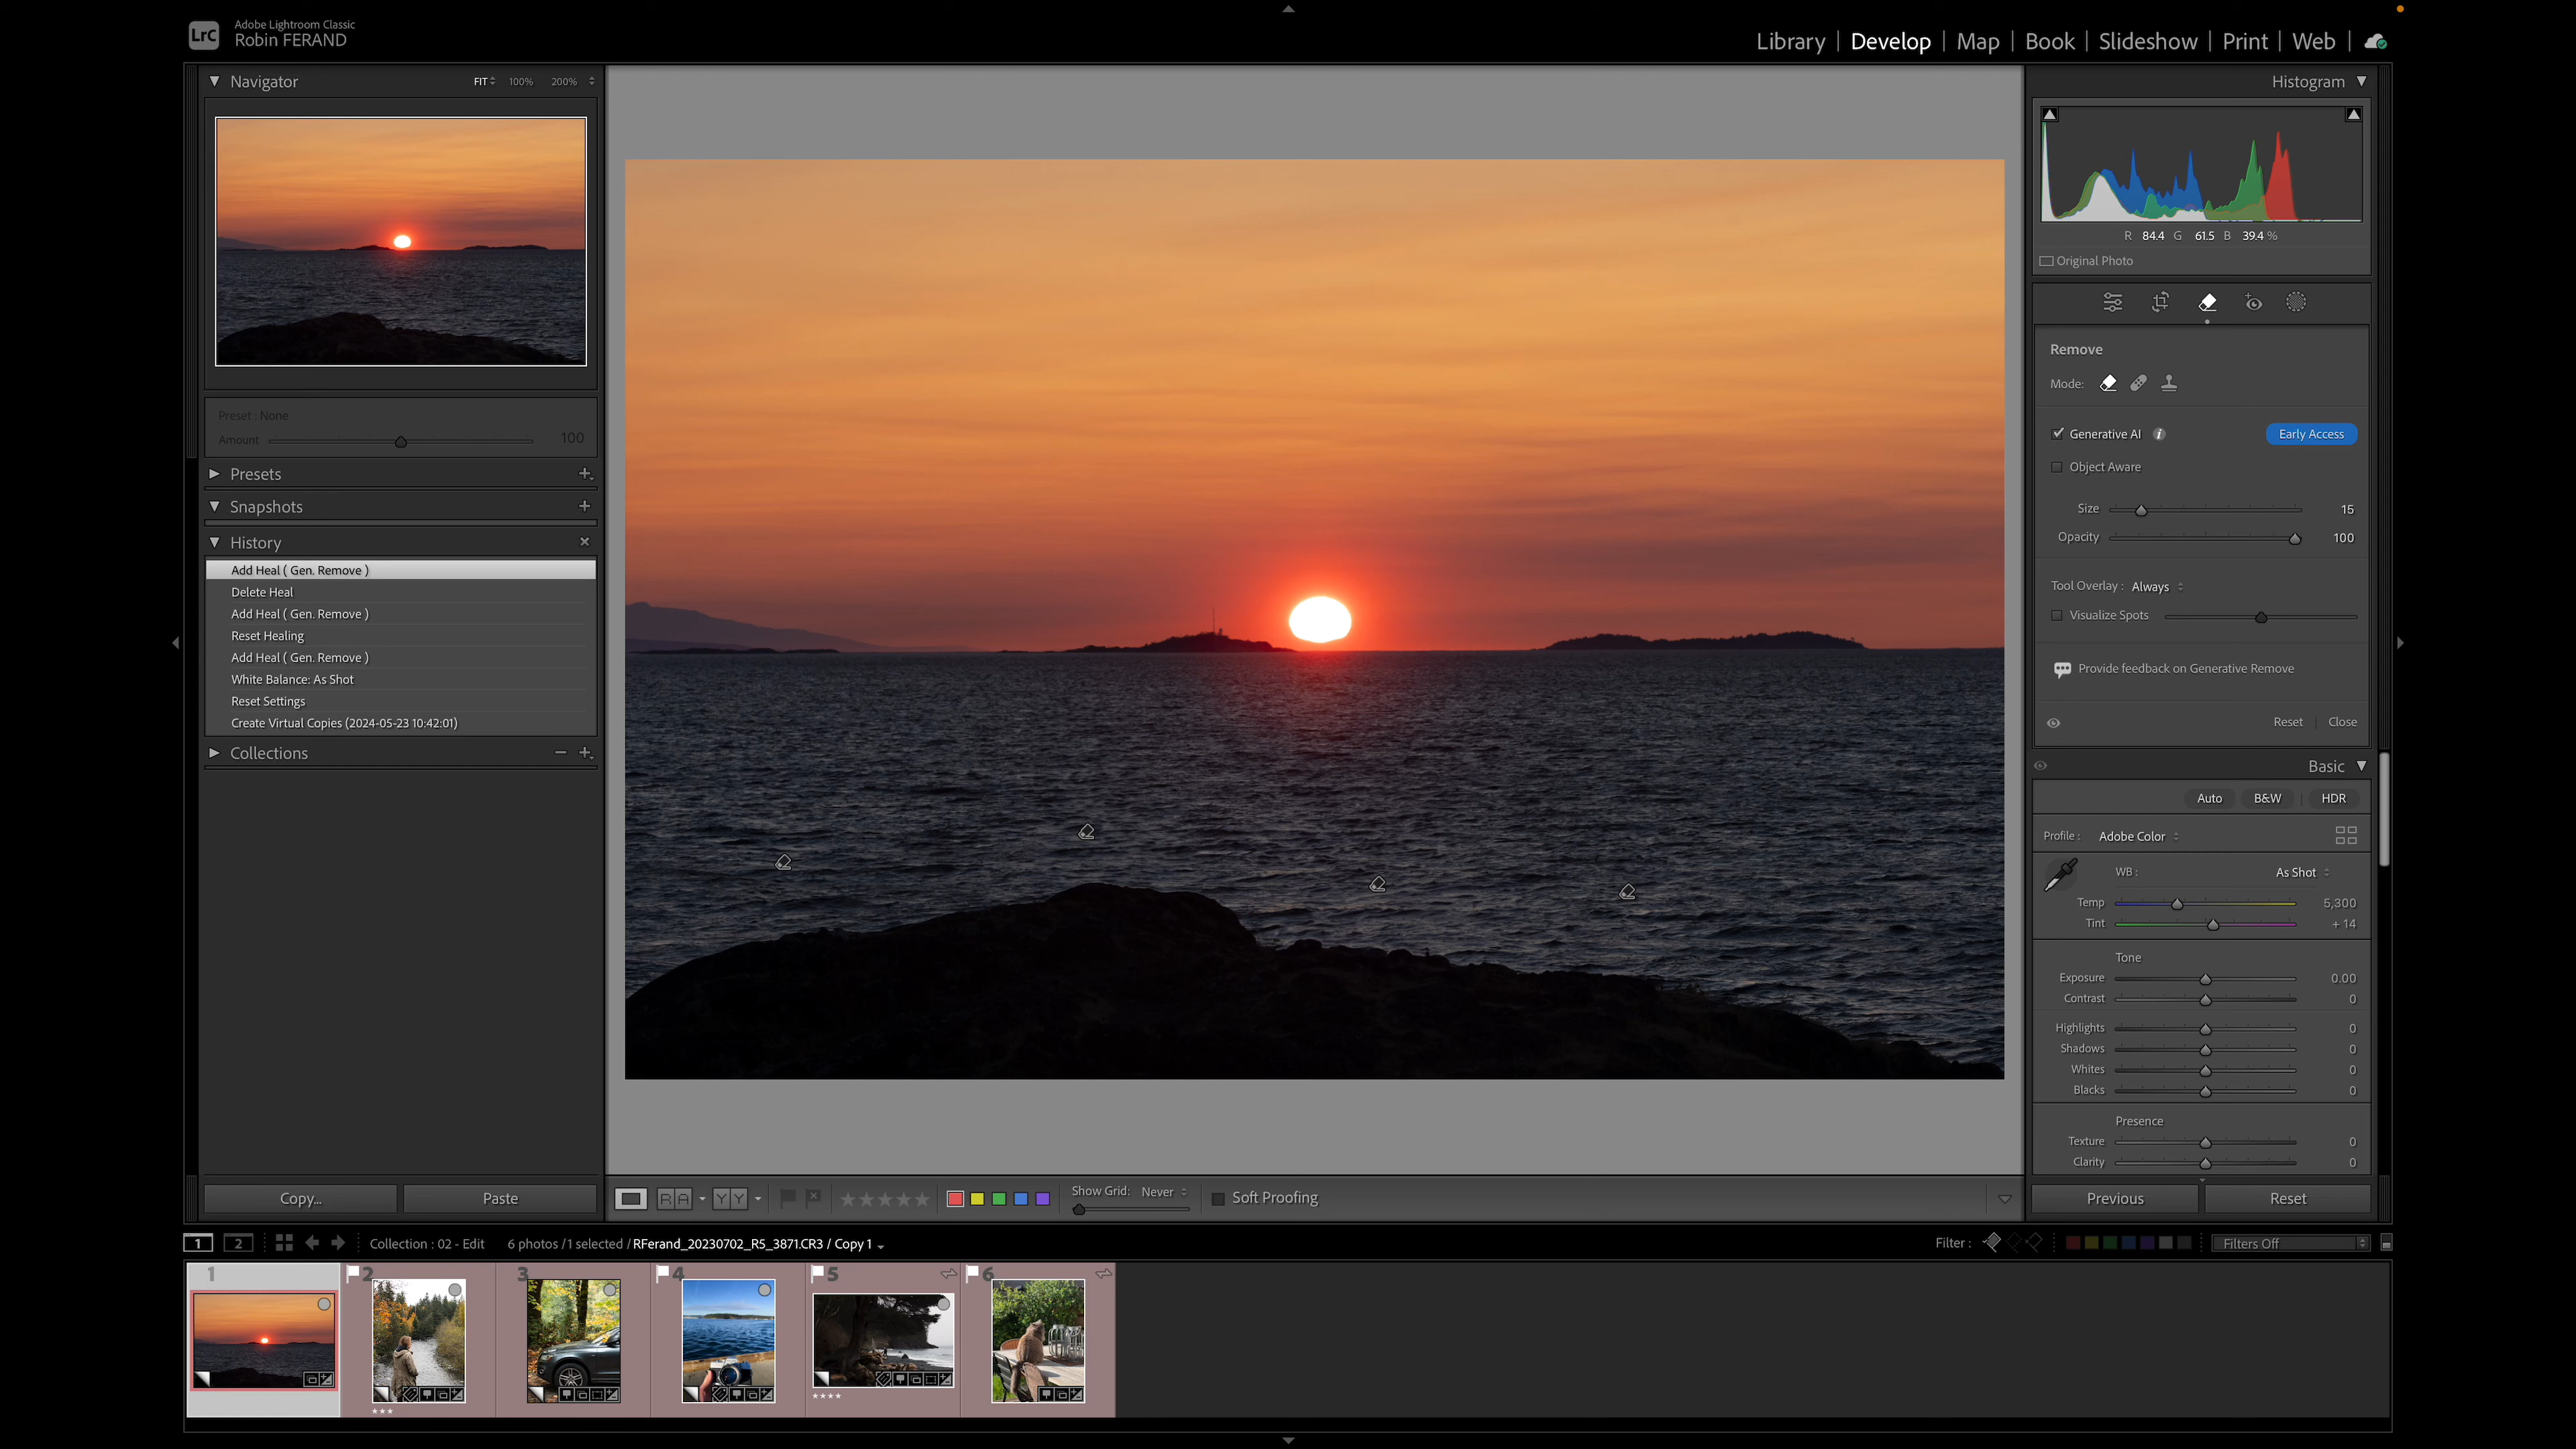 LrC
Adobe Lightroom Classic
Robin FERAND
Library | Develop | Map | Book | Slideshow | Print | Web |
Navigator FIT 100% 200%
Preset : None
Amount 100
Presets
Snapshots
History
Add Heal ( Gen. Remove )
Delete Heal
Add Heal ( Gen. Remove )
Reset Healing
Add Heal ( Gen. Remove )
White Balance: As Shot
Reset Settings
Create Virtual Copies (2024-05-23 10:42:01)
Collections
Copy... Paste
Histogram
R 84.4 G 61.5 B 39.4 %
Original Photo
Remove
Mode:
Generative AI Early Access
Object Aware
Size 15
Opacity 100
Tool Overlay : Always
Visualize Spots
Provide feedback on Generative Remove
Reset | Close
Basic
Auto B&W | HDR
Profile : Adobe Color
WB : As Shot
Temp 5,300
Tint + 14
Tone
Exposure 0.00
Contrast 0
Highlights 0
Shadows 0
Whites 0
Blacks 0
Presence
Texture 0
Clarity 0
Previous Reset
R A Y Y Show Grid: Never Soft Proofing
1 2 Collection : 02 - Edit 6 photos / 1 selected / RFerand_20230702_R5_3871.CR3 / Copy 1
Filter : Filters Off
1 2 3 4 5 6